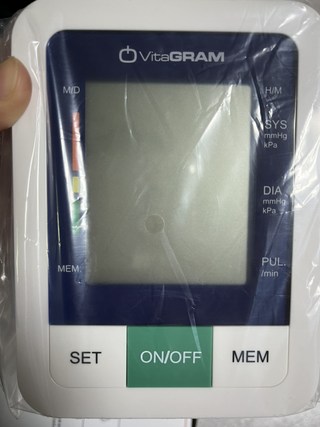 VitaGRAM
M/D
H/M
SYS
mmHg
kPa
DIA
mmHg
kPa
MEM.
PUL.
/min
SET
ON/OFF
MEM